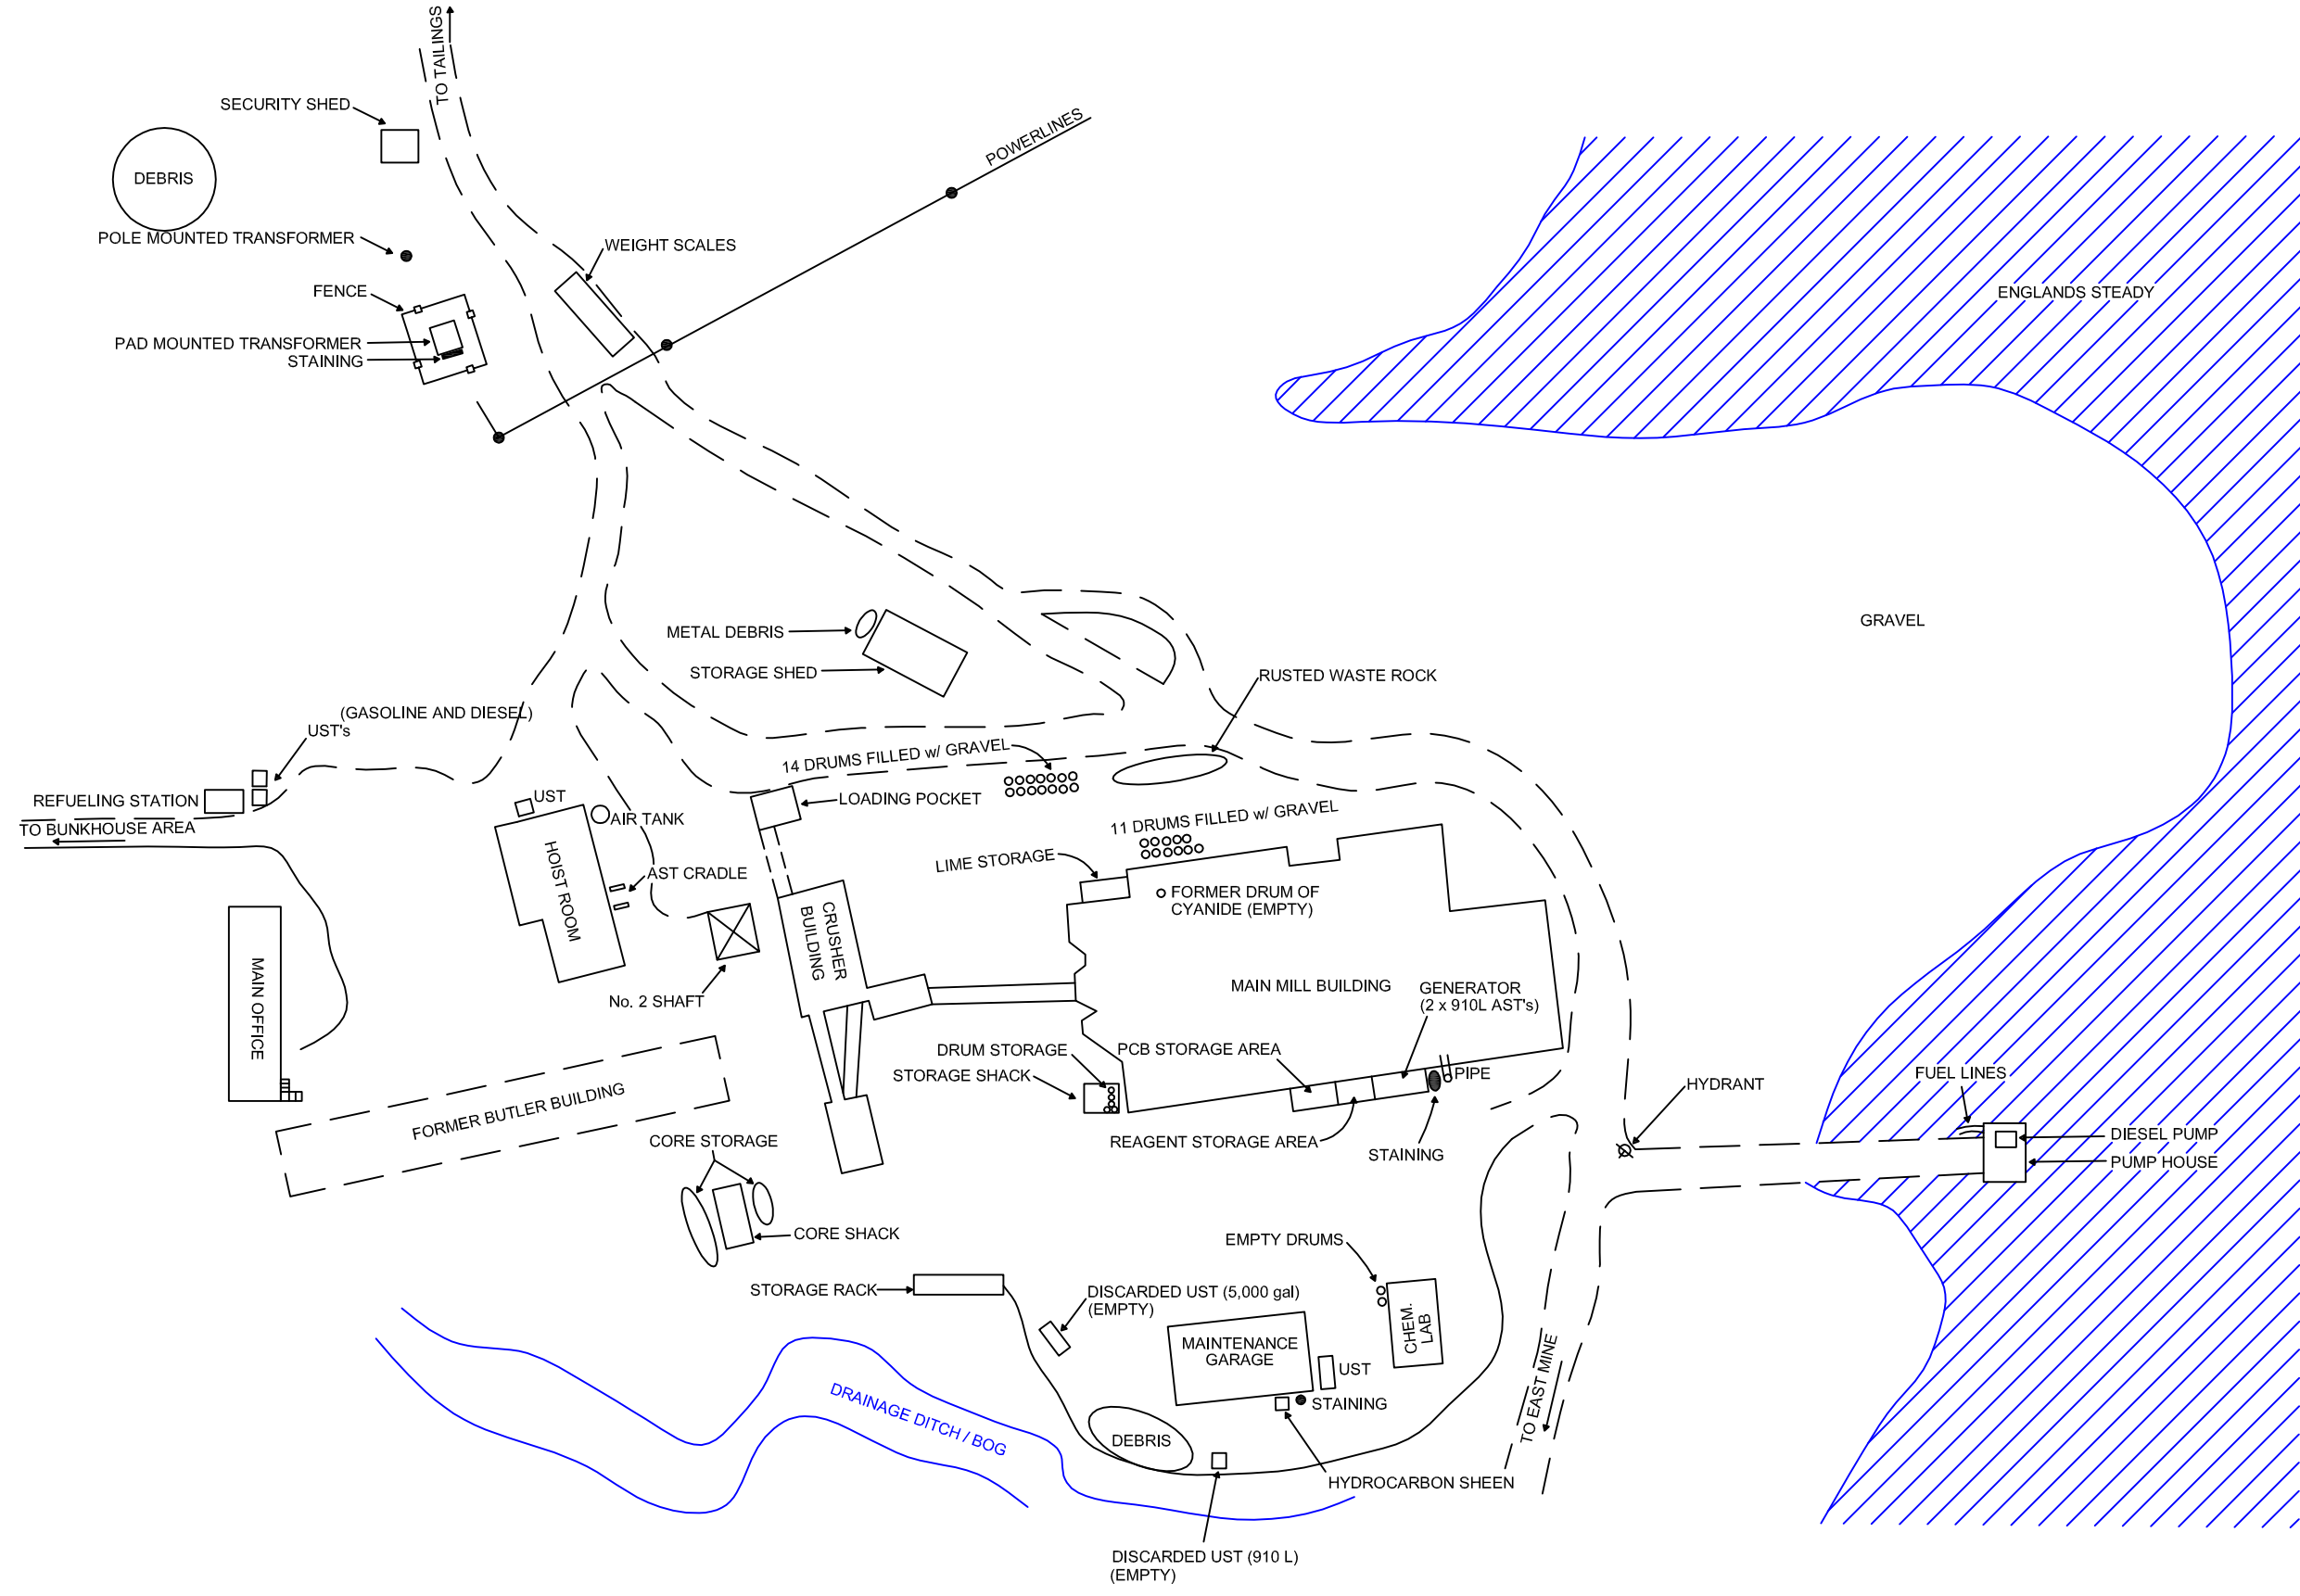 TO TAILINGS
SECURITY SHED
POWERLINES
DEBRIS
POLE MOUNTED TRANSFORMER
WEIGHT SCALES
FENCE
ENGLANDS STEADY
PAD MOUNTED TRANSFORMER
STAINING
GRAVEL
METAL DEBRIS
STORAGE SHED
RUSTED WASTE ROCK
(GASOLINE AND DIESEL)
UST's
14 DRUMS FILLED w/ GRAVEL
REFUELING STATION
UST
LOADING POCKET
AIR TANK
11 DRUMS FILLED w/ GRAVEL
TO BUNKHOUSE AREA
HOIST ROOM
LIME STORAGE
AST CRADLE
FORMER DRUM OF
CYANIDE (EMPTY)
CRUSHER
BUILDING
MAIN OFFICE
No. 2 SHAFT
MAIN MILL BUILDING
GENERATOR
(2 x 910L AST's)
DRUM STORAGE
PCB STORAGE AREA
STORAGE SHACK
PIPE
HYDRANT
FUEL LINES
FORMER BUTLER BUILDING
CORE STORAGE
REAGENT STORAGE AREA
STAINING
DIESEL PUMP
PUMP HOUSE
CORE SHACK
EMPTY DRUMS
STORAGE RACK
DISCARDED UST (5,000 gal)
(EMPTY)
MAINTENANCE
GARAGE
CHEM.
LAB
UST
STAINING
TO EAST MINE
DRAINAGE DITCH / BOG
DEBRIS
HYDROCARBON SHEEN
DISCARDED UST (910 L)
(EMPTY)